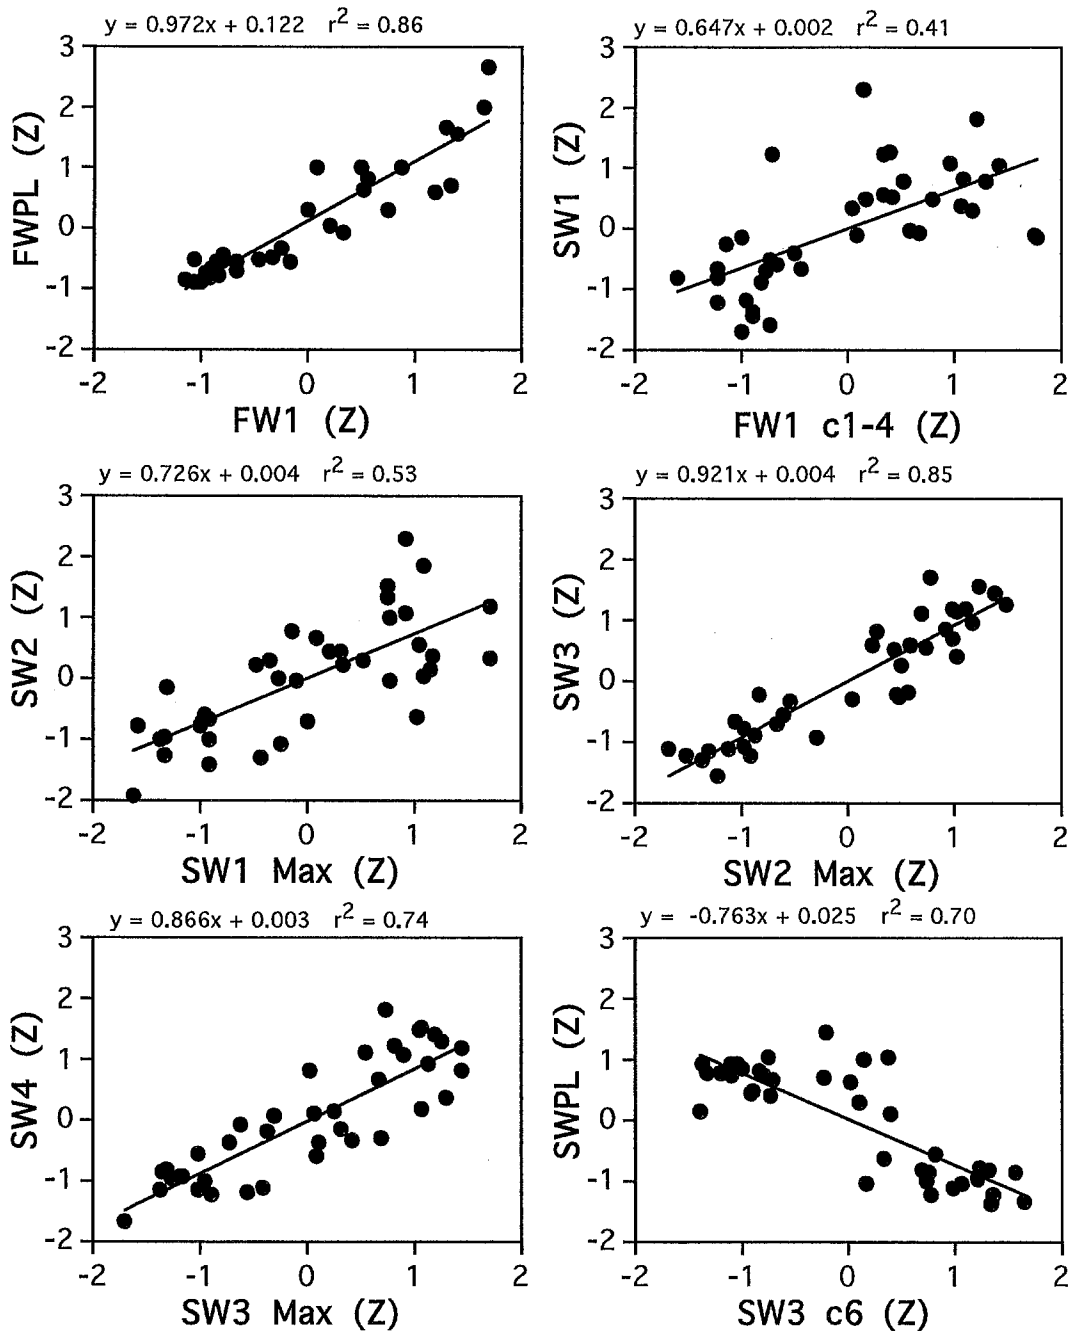 y = 0.972x + 0.122 r2 = 0.86
3
2
1
0
-1
-2
FWPL (Z)
-2 -1 0 1 2
FW1 (Z)
y = 0.647x + 0.002 r2 = 0.41
3
2
1
0
-1
-2
SW1 (Z)
-2 -1 0 1 2
FW1 c1-4 (Z)
y = 0.726x + 0.004 r2 = 0.53
3
2
1
0
-1
-2
SW2 (Z)
-2 -1 0 1 2
SW1 Max (Z)
y = 0.921x + 0.004 r2 = 0.85
3
2
1
0
-1
-2
SW3 (Z)
-2 -1 0 1 2
SW2 Max (Z)
y = 0.866x + 0.003 r2 = 0.74
3
2
1
0
-1
-2
SW4 (Z)
-2 -1 0 1 2
SW3 Max (Z)
y = -0.763x + 0.025 r2 = 0.70
3
2
1
0
-1
-2
SWPL (Z)
-2 -1 0 1 2
SW3 c6 (Z)